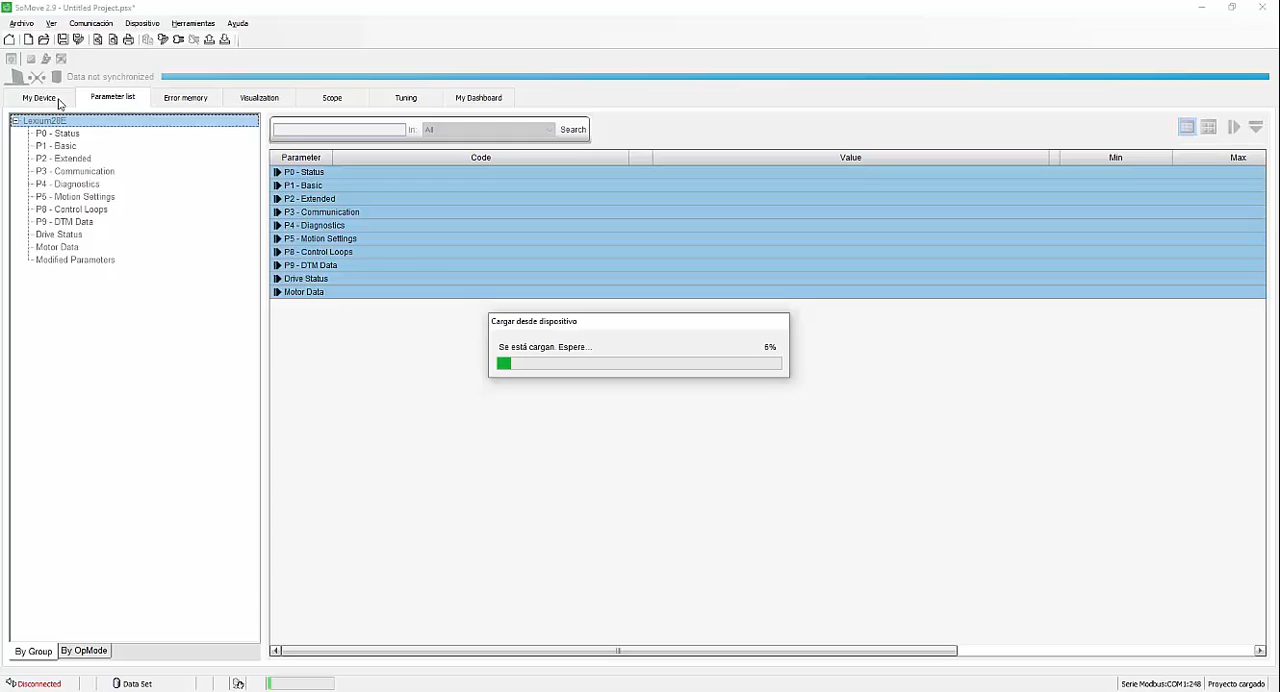 SoMove 2.9 - Untitled Project.psx*
Archivo Ver Comunicación Dispositivo Herramientas Ayuda
Data not synchronized
My Device Parameter list Error memory Visualization Scope Tuning My Dashboard
Lexium28E
P0 - Status
P1 - Basic
P2 - Extended
P3 - Communication
P4 - Diagnostics
P5 - Motion Settings
P8 - Control Loops
P9 - DTM Data
Drive Status
Motor Data
Modified Parameters
In: All Search
Parameter Code Value Min Max
P0 - Status
P1 - Basic
P2 - Extended
P3 - Communication
P4 - Diagnostics
P5 - Motion Settings
P8 - Control Loops
P9 - DTM Data
Drive Status
Motor Data
Cargar desde dispositivo
Se está cargan. Espere... 6%
By Group By OpMode
Disconnected Data Set Serie Modbus:COM1:248 Proyecto cargado